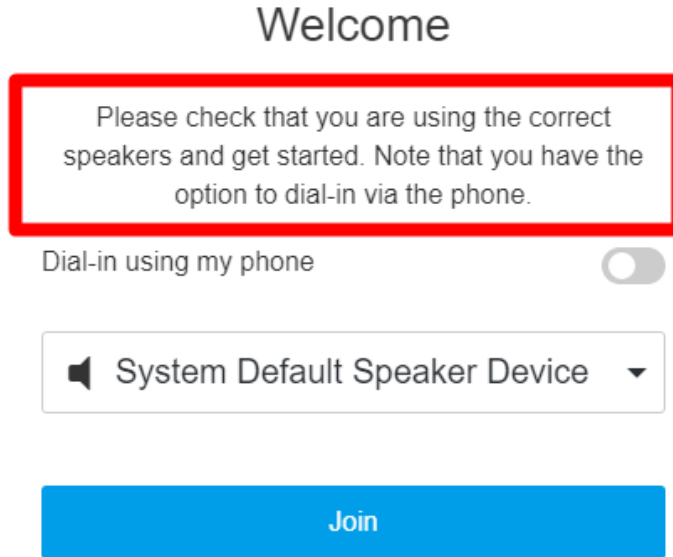 Welcome
Please check that you are using the correct
speakers and get started. Note that you have the
option to dial-in via the phone.
Dial-in using my phone
System Default Speaker Device
Join